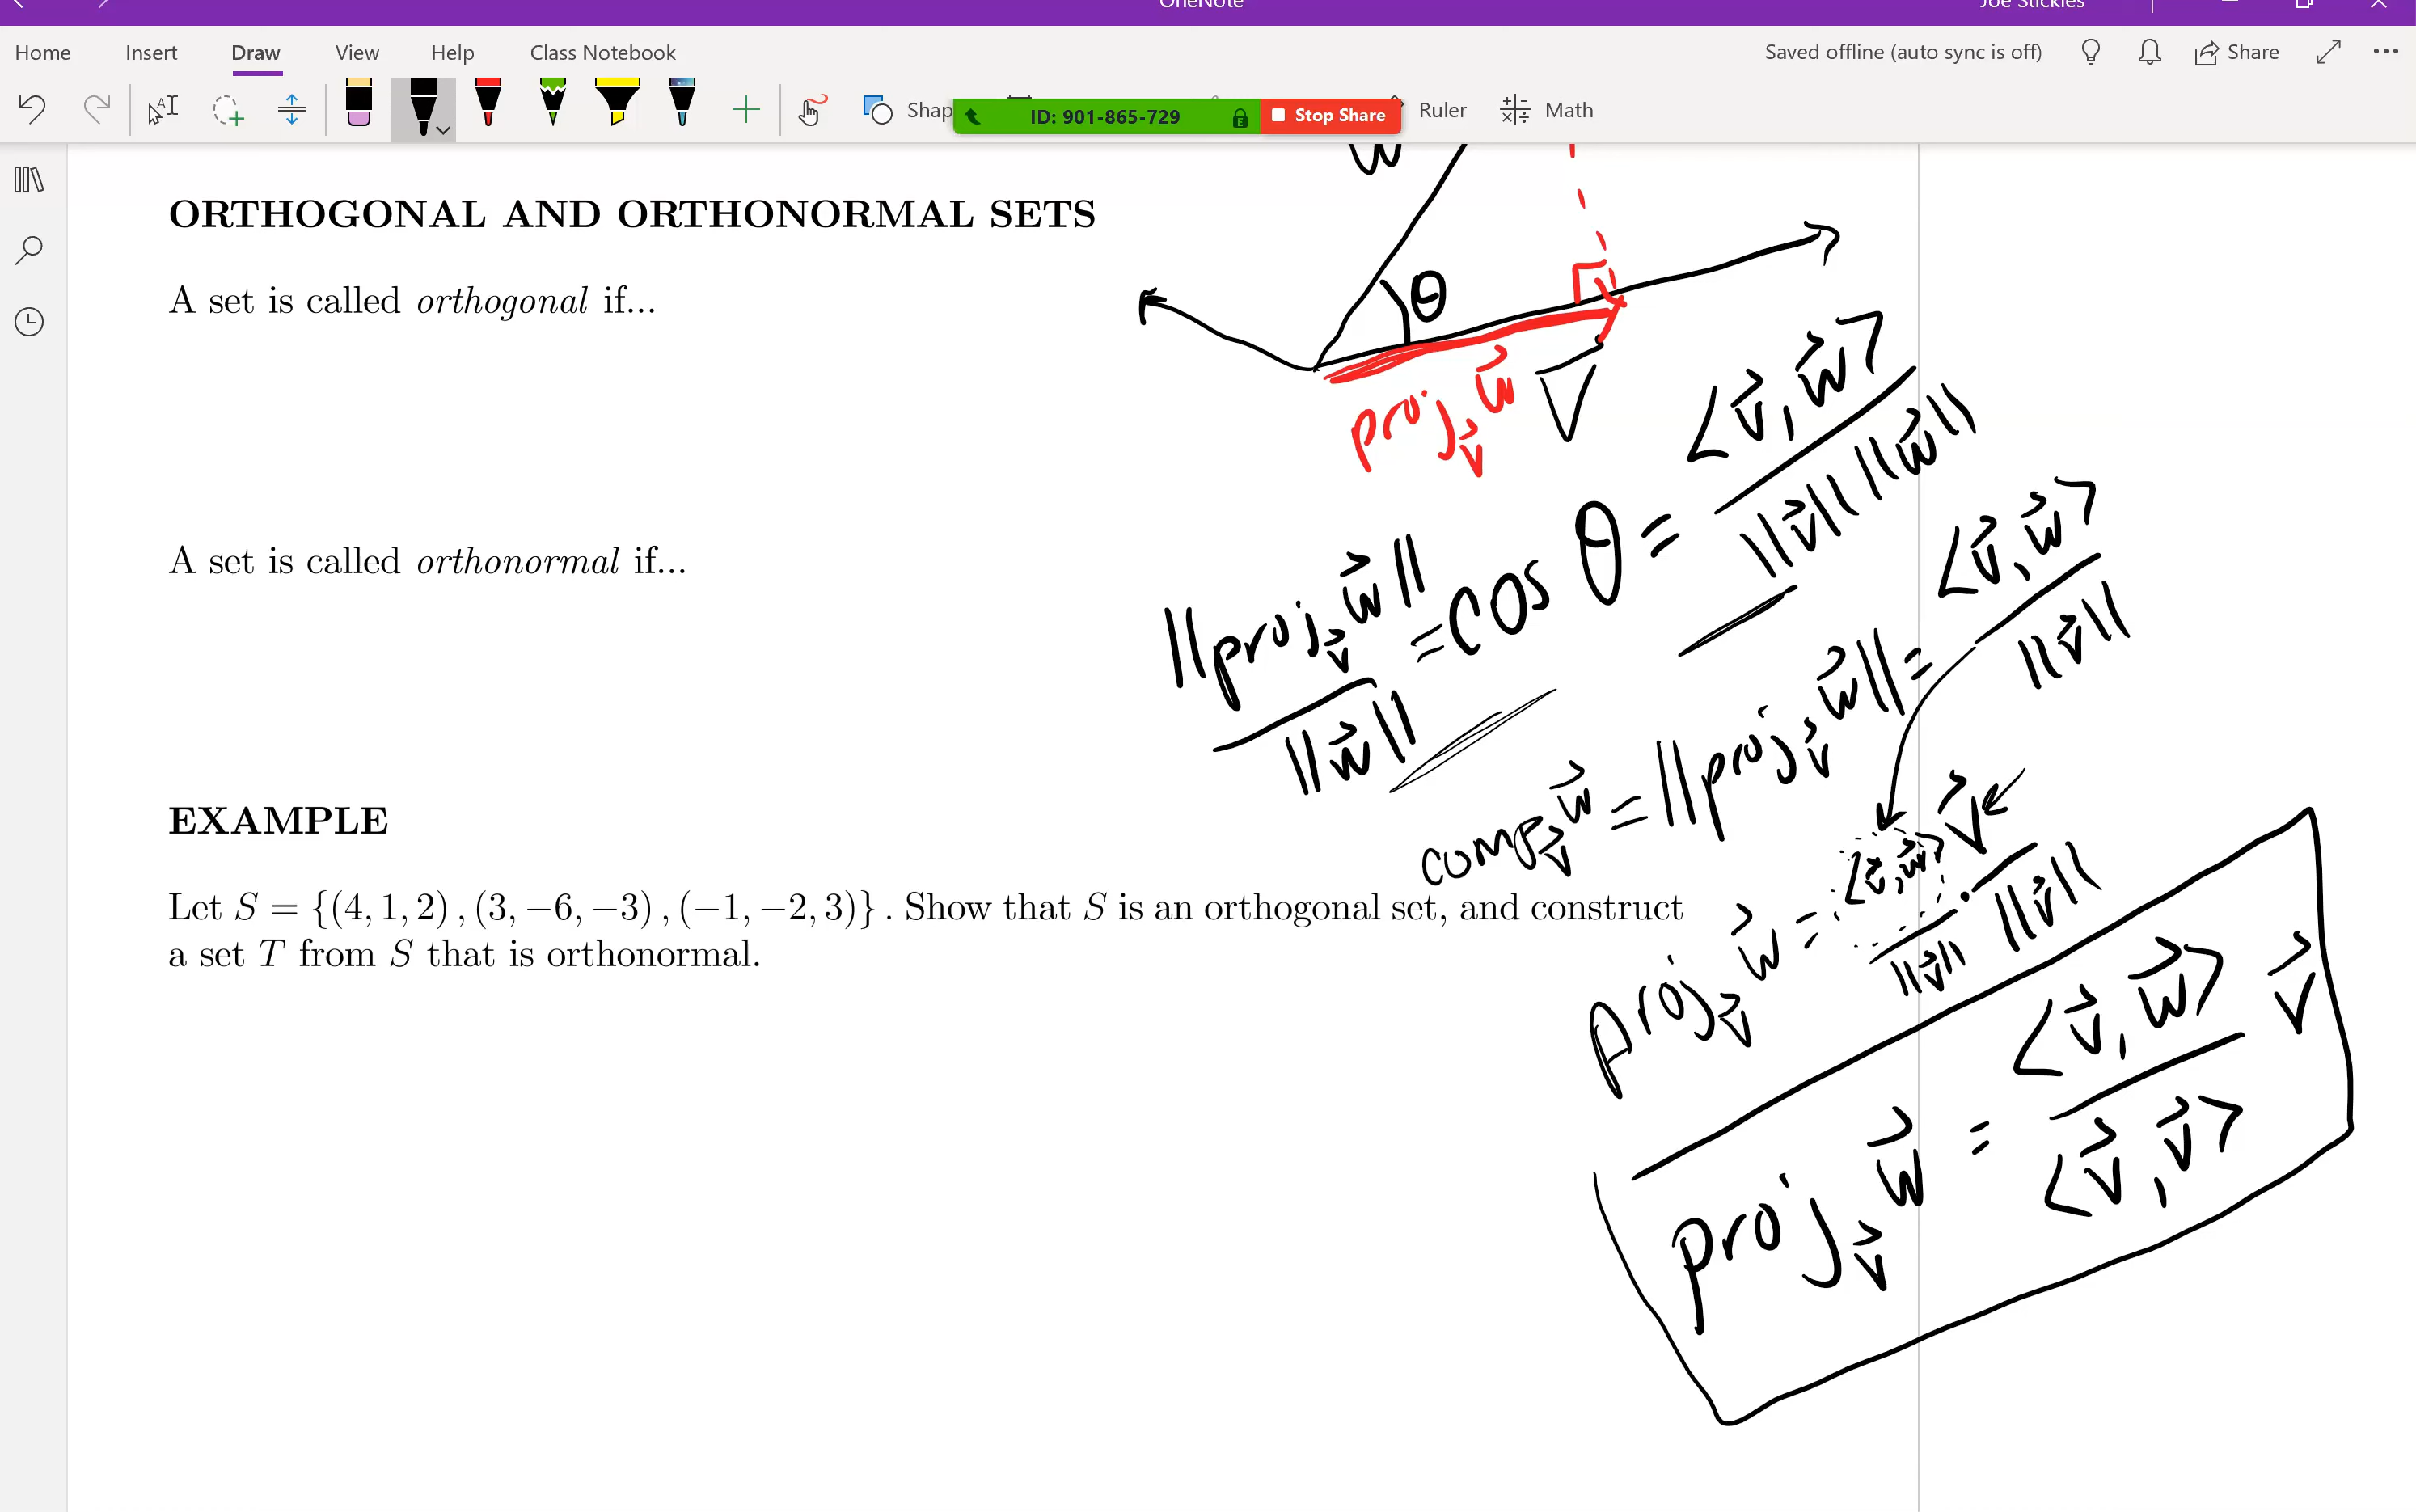 OneNote
Joe Stickles
Home Insert Draw View Help Class Notebook
Saved offline (auto sync is off) Share
ID: 901-865-729 Stop Share
Ruler Math
ORTHOGONAL AND ORTHONORMAL SETS
A set is called orthogonal if...
A set is called orthonormal if...
EXAMPLE
Let S = {(4, 1, 2), (3, −6, −3), (−1, −2, 3)}. Show that S is an orthogonal set, and construct
a set T from S that is orthonormal.
w
θ
proj_v⃗ w⃗
v
‖proj_v⃗ w⃗‖ / ‖w⃗‖ = cos θ = <v⃗, w⃗> / ‖v⃗‖ ‖w⃗‖
comp_v⃗ w⃗ = ‖proj_v⃗ w⃗‖ = <v⃗, w⃗> / ‖v⃗‖
proj_v⃗ w⃗ = <v⃗, w⃗> / ‖v⃗‖ · v⃗ / ‖v⃗‖
proj_v⃗ w⃗ = <v⃗, w⃗> / <v⃗, v⃗> v⃗